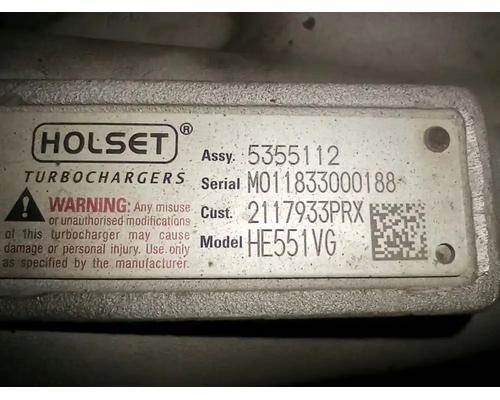 HOLSET®
TURBOCHARGERS
WARNING: Any misuse
or unauthorised modifications
of this turbocharger may cause
damage or personal injury. Use only
as specified by the manufacturer.
Assy. 5355112
Serial M011833000188
Cust. 2117933PRX
Model HE551VG